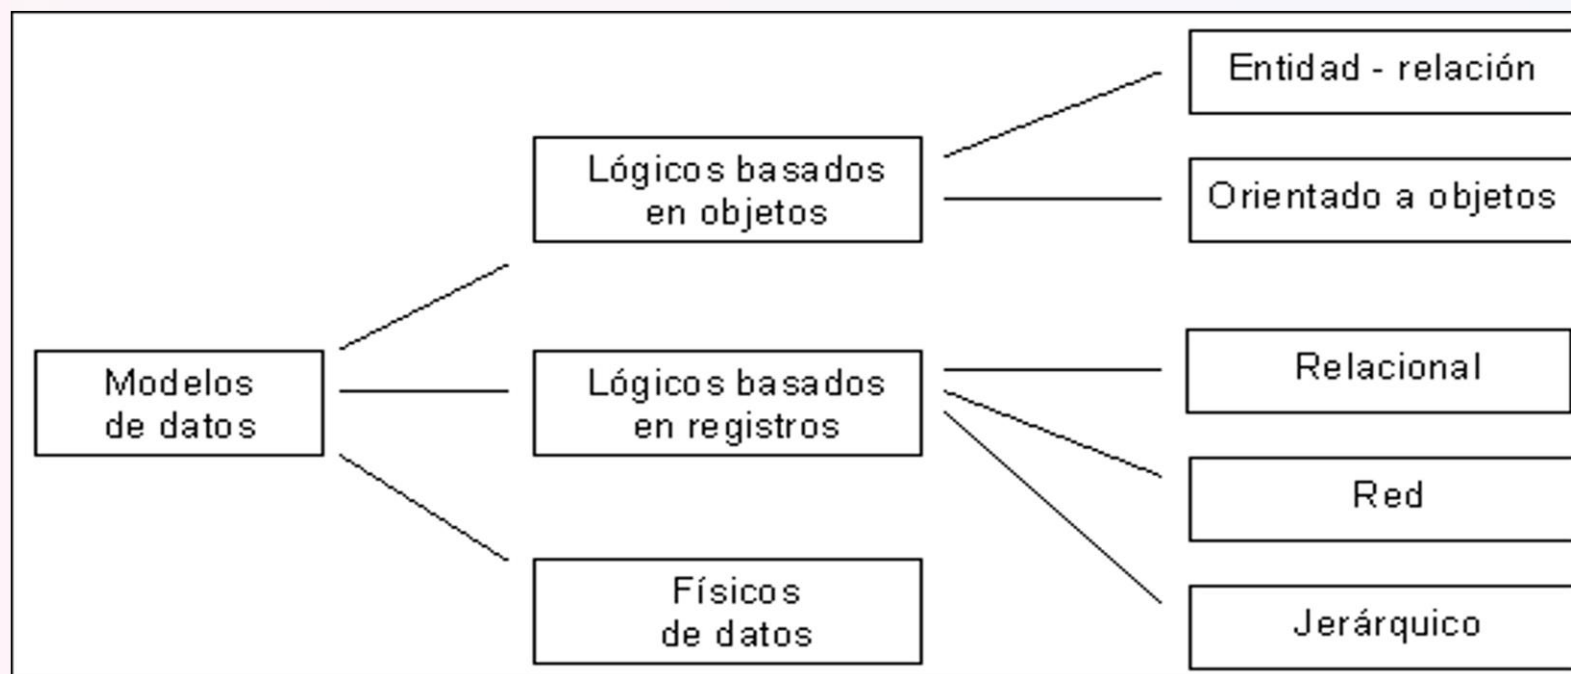 Entidad - relación
Lógicos basados
en objetos
Orientado a objetos
Modelos
de datos
Lógicos basados
en registros
Relacional
Red
Físicos
de datos
Jerárquico